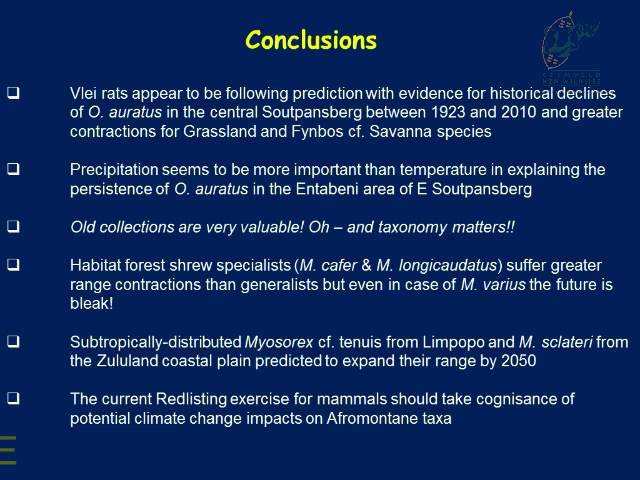 Conclusions
Vlei rats appear to be following prediction with evidence for historical declines
of O. auratus in the central Soutpansberg between 1923 and 2010 and greater
contractions for Grassland and Fynbos cf. Savanna species
Precipitation seems to be more important than temperature in explaining the
persistence of O. auratus in the Entabeni area of E Soutpansberg
Old collections are very valuable! Oh – and taxonomy matters!!
Habitat forest shrew specialists (M. cafer & M. longicaudatus) suffer greater
range contractions than generalists but even in case of M. varius the future is
bleak!
Subtropically-distributed Myosorex cf. tenuis from Limpopo and M. sclateri from
the Zululand coastal plain predicted to expand their range by 2050
The current Redlisting exercise for mammals should take cognisance of
potential climate change impacts on Afromontane taxa